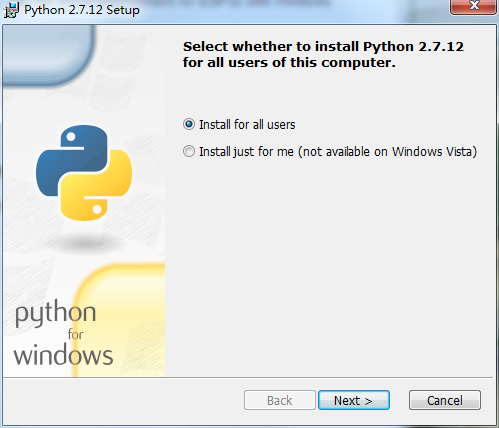 Python 2.7.12 Setup
Select whether to install Python 2.7.12
for all users of this computer.
Install for all users
Install just for me (not available on Windows Vista)
python
for
windows
Back
Next >
Cancel